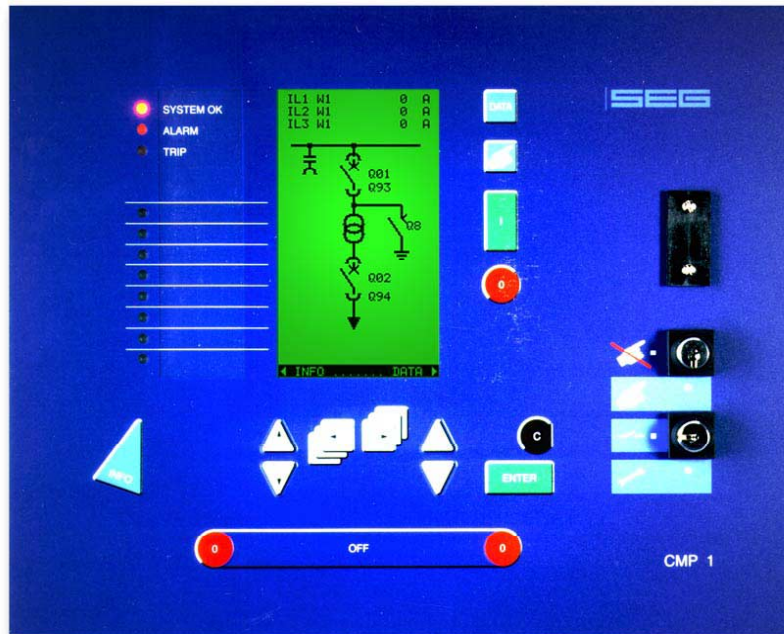 SYSTEM OK
ALARM
TRIP
IL1 W1 0 A
IL2 W1 0 A
IL3 W1 0 A
Q01
Q93
Q8
Q02
Q94
◄ INFO ....... DATA ►
DATA
I
0
SEG
INFO
C
ENTER
0 OFF 0
CMP 1